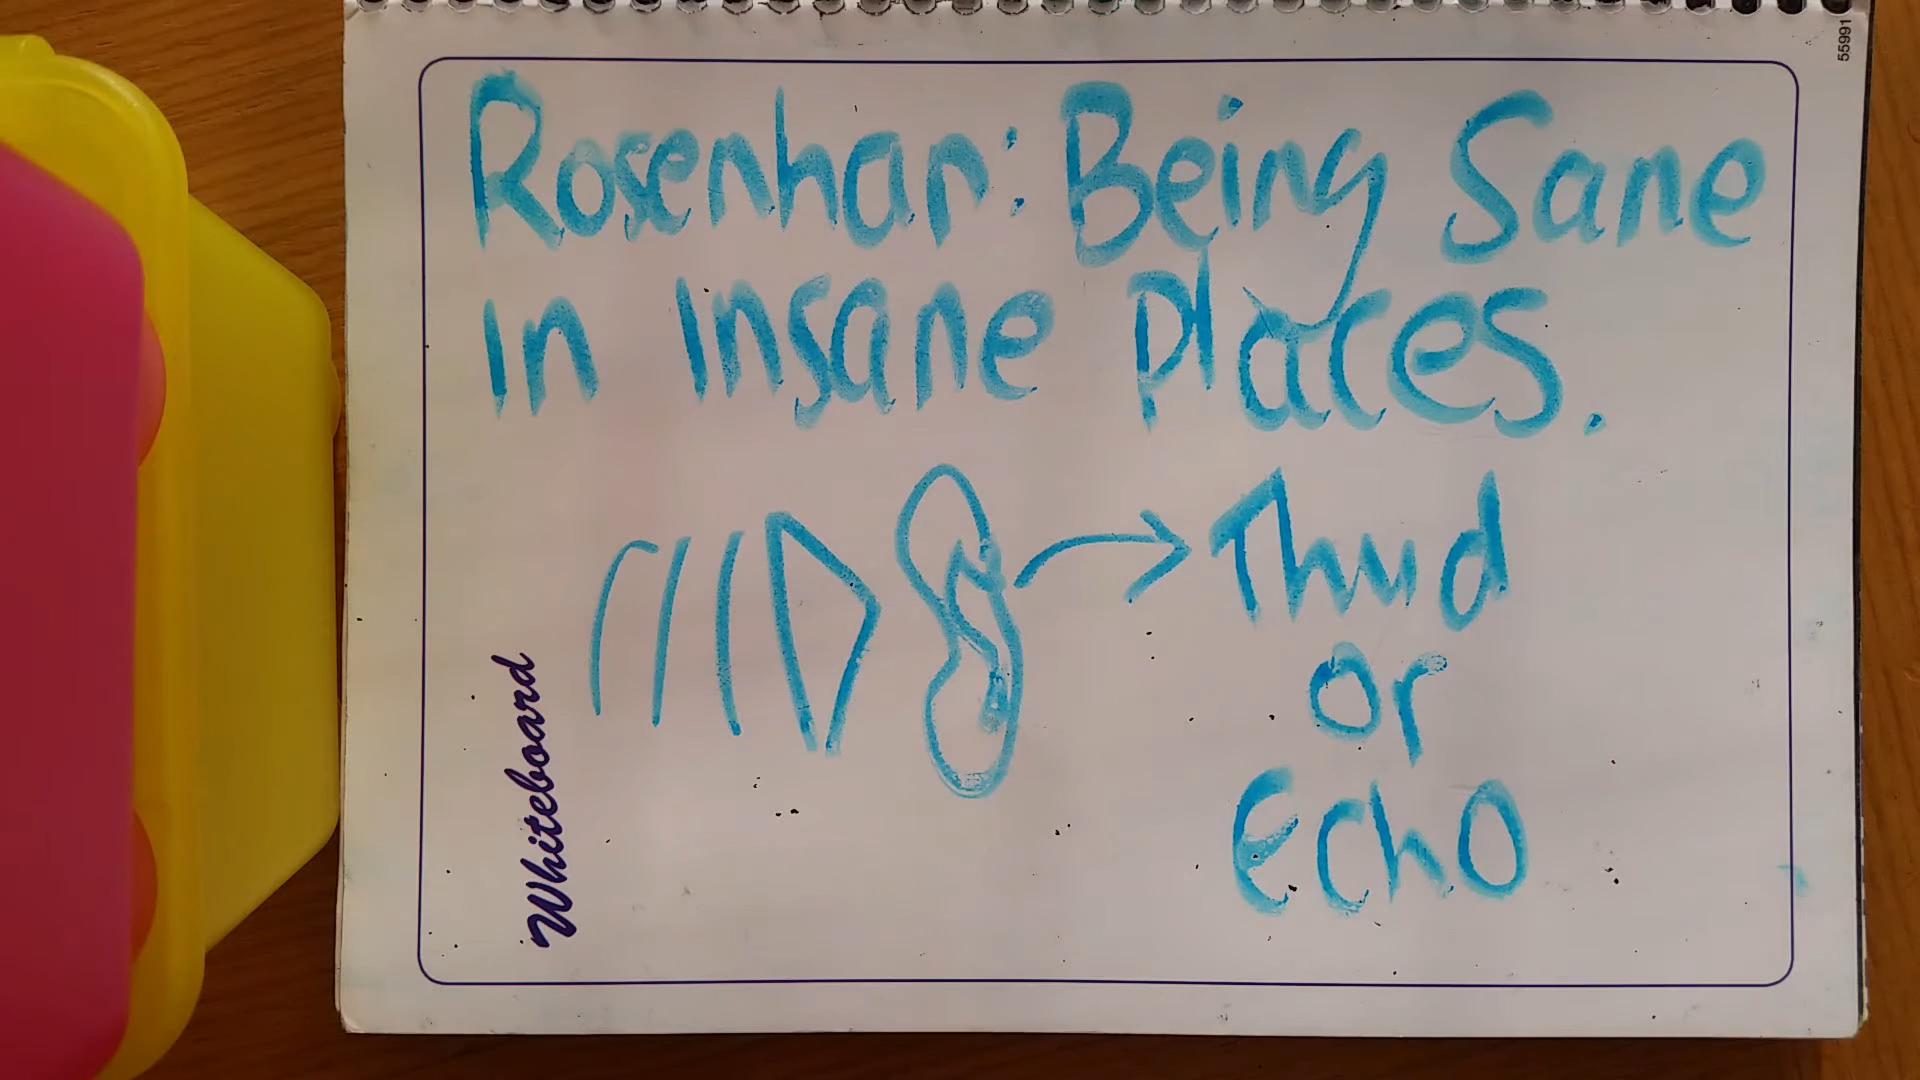 Rosenhan: Being Sane
in Insane Places.
Thud
or
Echo
Whiteboard
55991